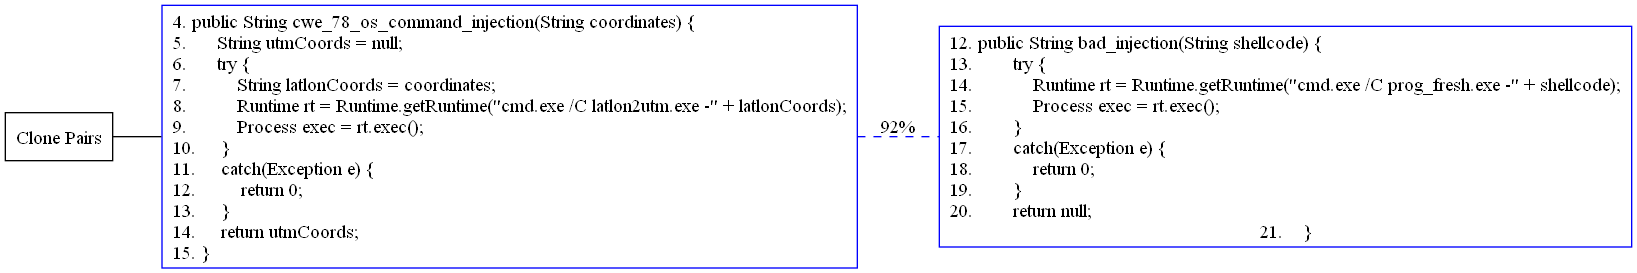 Clone Pairs
4. public String cwe_78_os_command_injection(String coordinates) {
5. String utmCoords = null;
6. try {
7. String latlonCoords = coordinates;
8. Runtime rt = Runtime.getRuntime("cmd.exe /C latlon2utm.exe -" + latlonCoords);
9. Process exec = rt.exec();
10. }
11. catch(Exception e) {
12. return 0;
13. }
14. return utmCoords;
15. }
92%
12. public String bad_injection(String shellcode) {
13. try {
14. Runtime rt = Runtime.getRuntime("cmd.exe /C prog_fresh.exe -" + shellcode);
15. Process exec = rt.exec();
16. }
17. catch(Exception e) {
18. return 0;
19. }
20. return null;
21. }